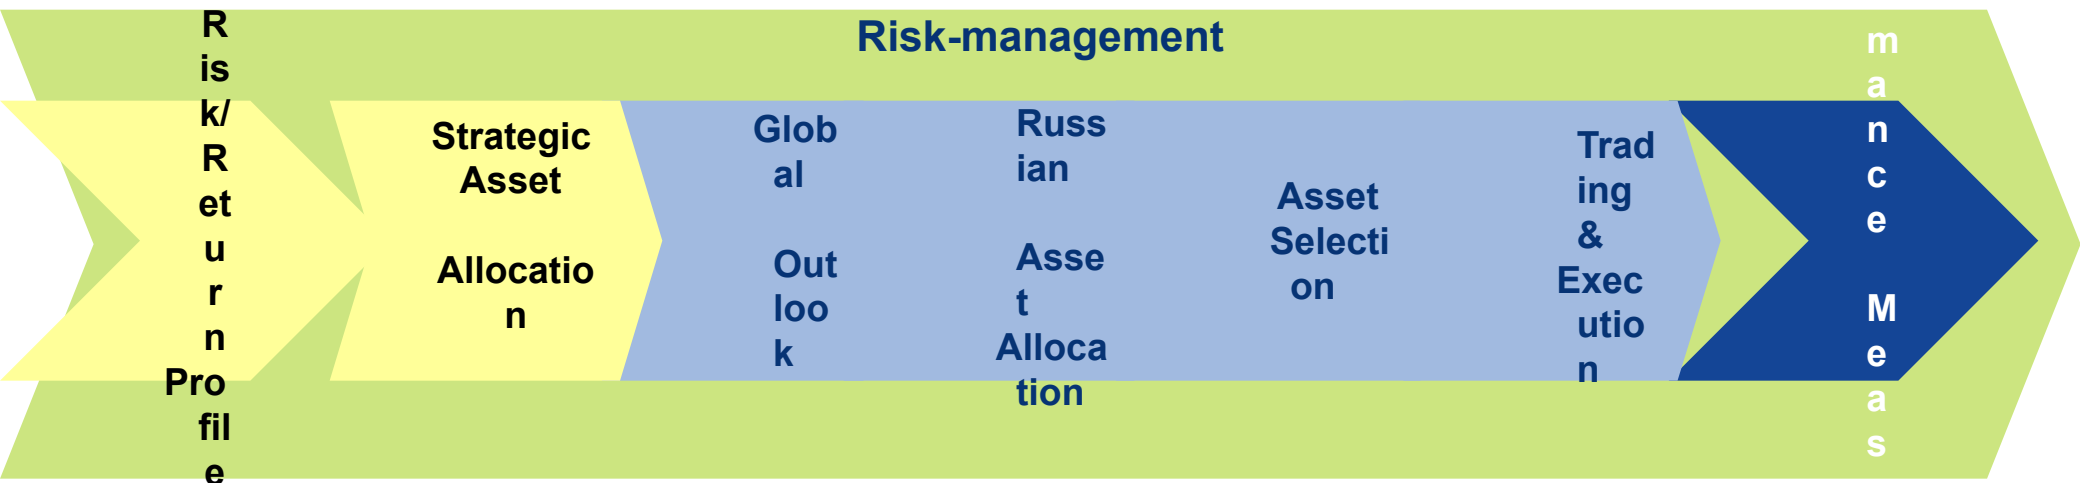 Risk-management
R
is
k/
R
et
u
r
n
Pro
fil
e
Strategic
Asset
Allocatio
n
Glob
al
Out
loo
k
Russ
ian
Asse
t
Alloca
tion
Asset
Selecti
on
Trad
ing
&
Exec
utio
n
m
a
n
c
e
M
e
a
s